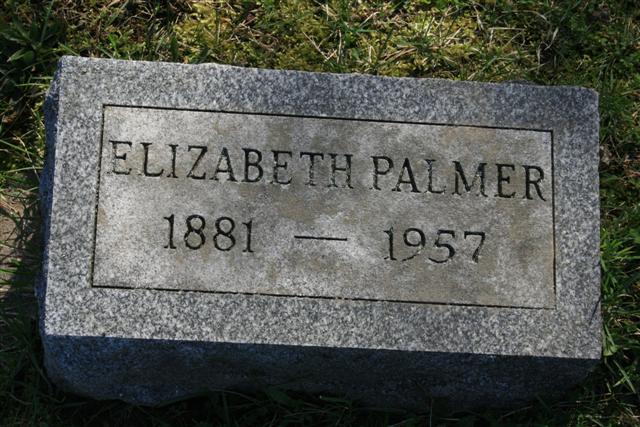 ELIZABETH PALMER
1881 — 1957